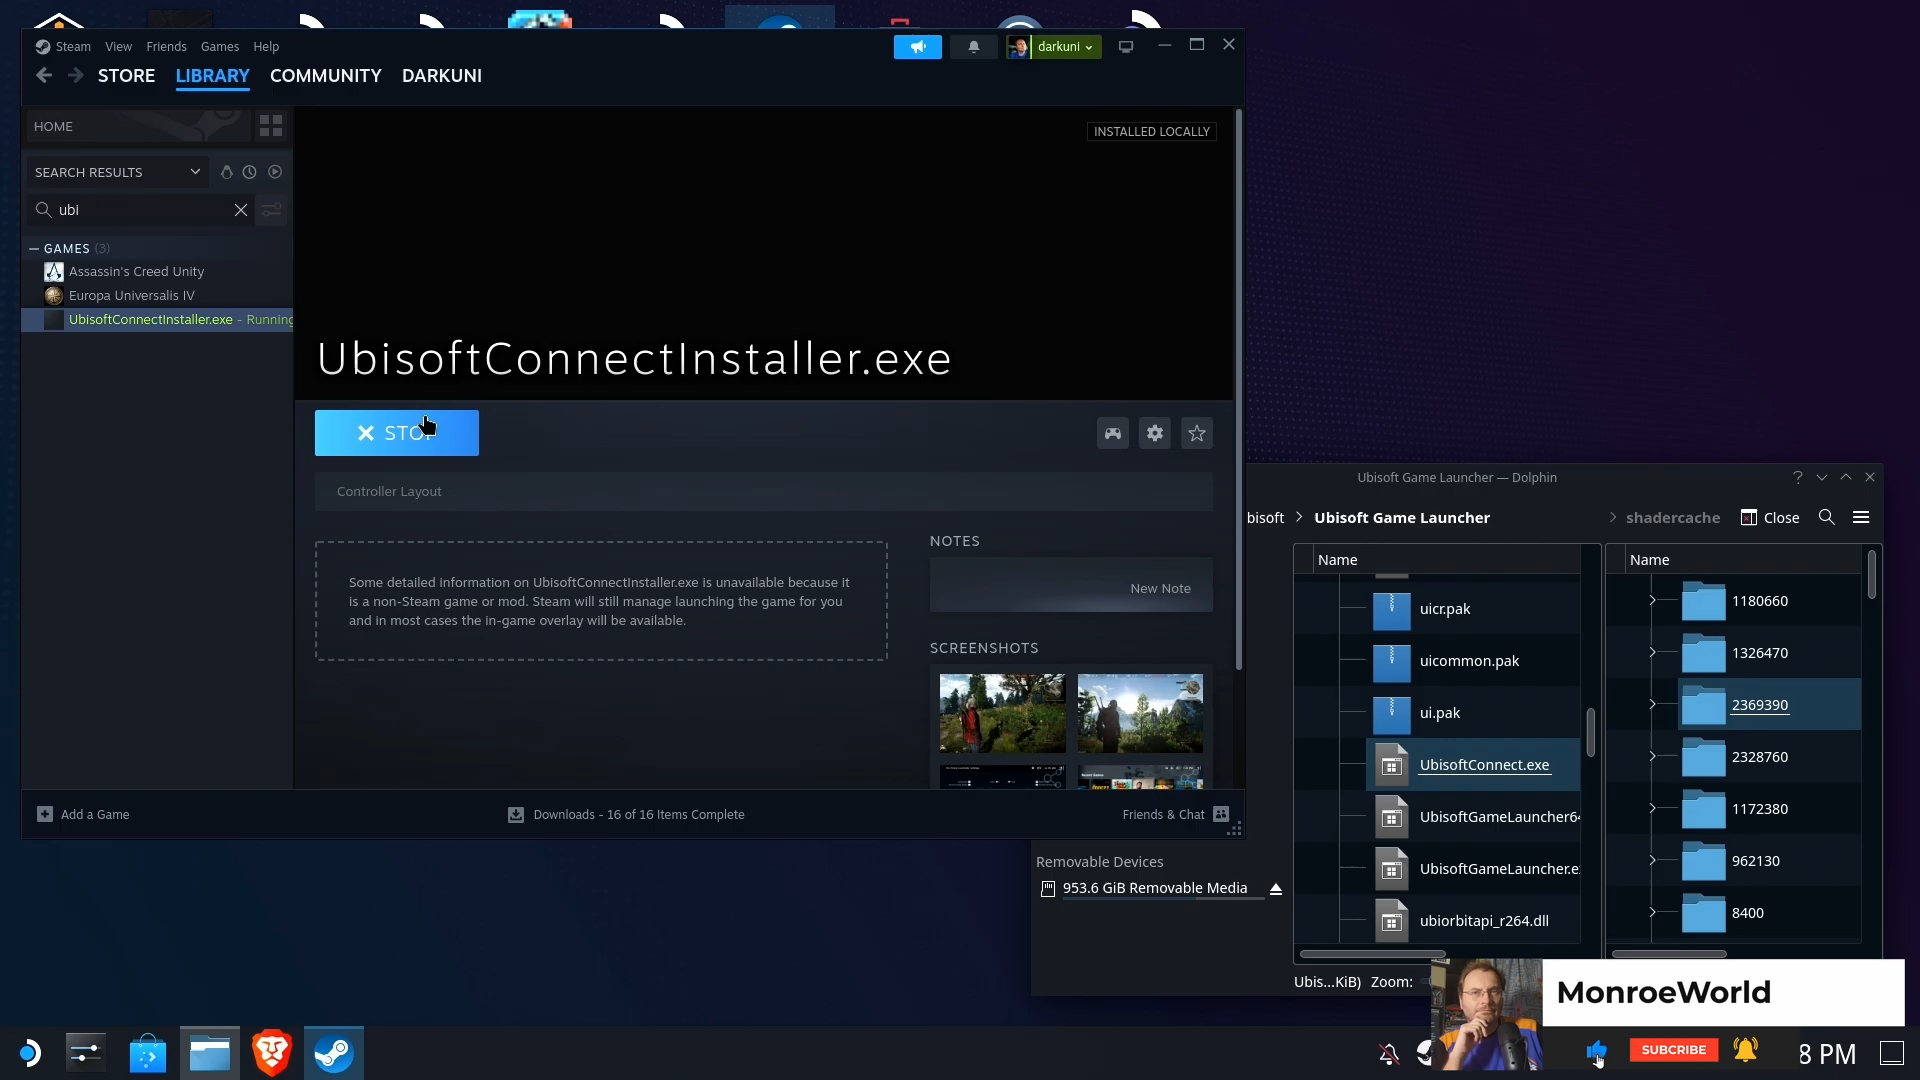 Steam View Friends Games Help
darkuni
STORE LIBRARY COMMUNITY DARKUNI
HOME
INSTALLED LOCALLY
SEARCH RESULTS
ubi
GAMES (3)
Assassin's Creed Unity
Europa Universalis IV
UbisoftConnectInstaller.exe - Running
UbisoftConnectInstaller.exe
Controller Layout
Some detailed information on UbisoftConnectInstaller.exe is unavailable because it
is a non-Steam game or mod. Steam will still manage launching the game for you
and in most cases the in-game overlay will be available.
NOTES
New Note
SCREENSHOTS
Add a Game
Downloads - 16 of 16 Items Complete
Friends & Chat
Ubisoft Game Launcher — Dolphin
bisoft > Ubisoft Game Launcher
> shadercache
Close
Name
uicr.pak
uicommon.pak
ui.pak
UbisoftConnect.exe
UbisoftGameLauncher64
UbisoftGameLauncher.e
ubiorbitapi_r264.dll
Name
1180660
1326470
2369390
2328760
1172380
962130
8400
Removable Devices
953.6 GiB Removable Media
Ubis...KiB) Zoom:
MonroeWorld
SUBSCRIBE
8 PM